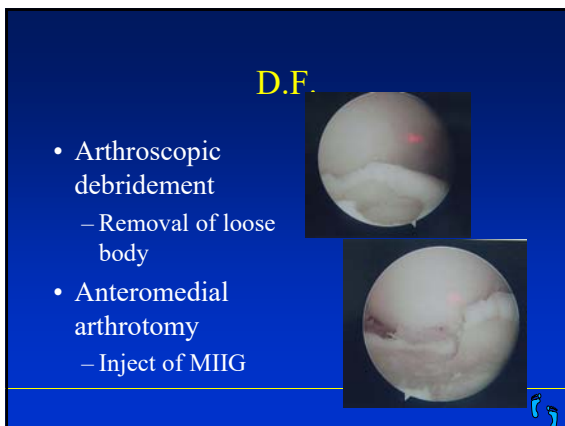 D.F.
• Arthroscopic
debridement
– Removal of loose
body
• Anteromedial
arthrotomy
– Inject of MIIG